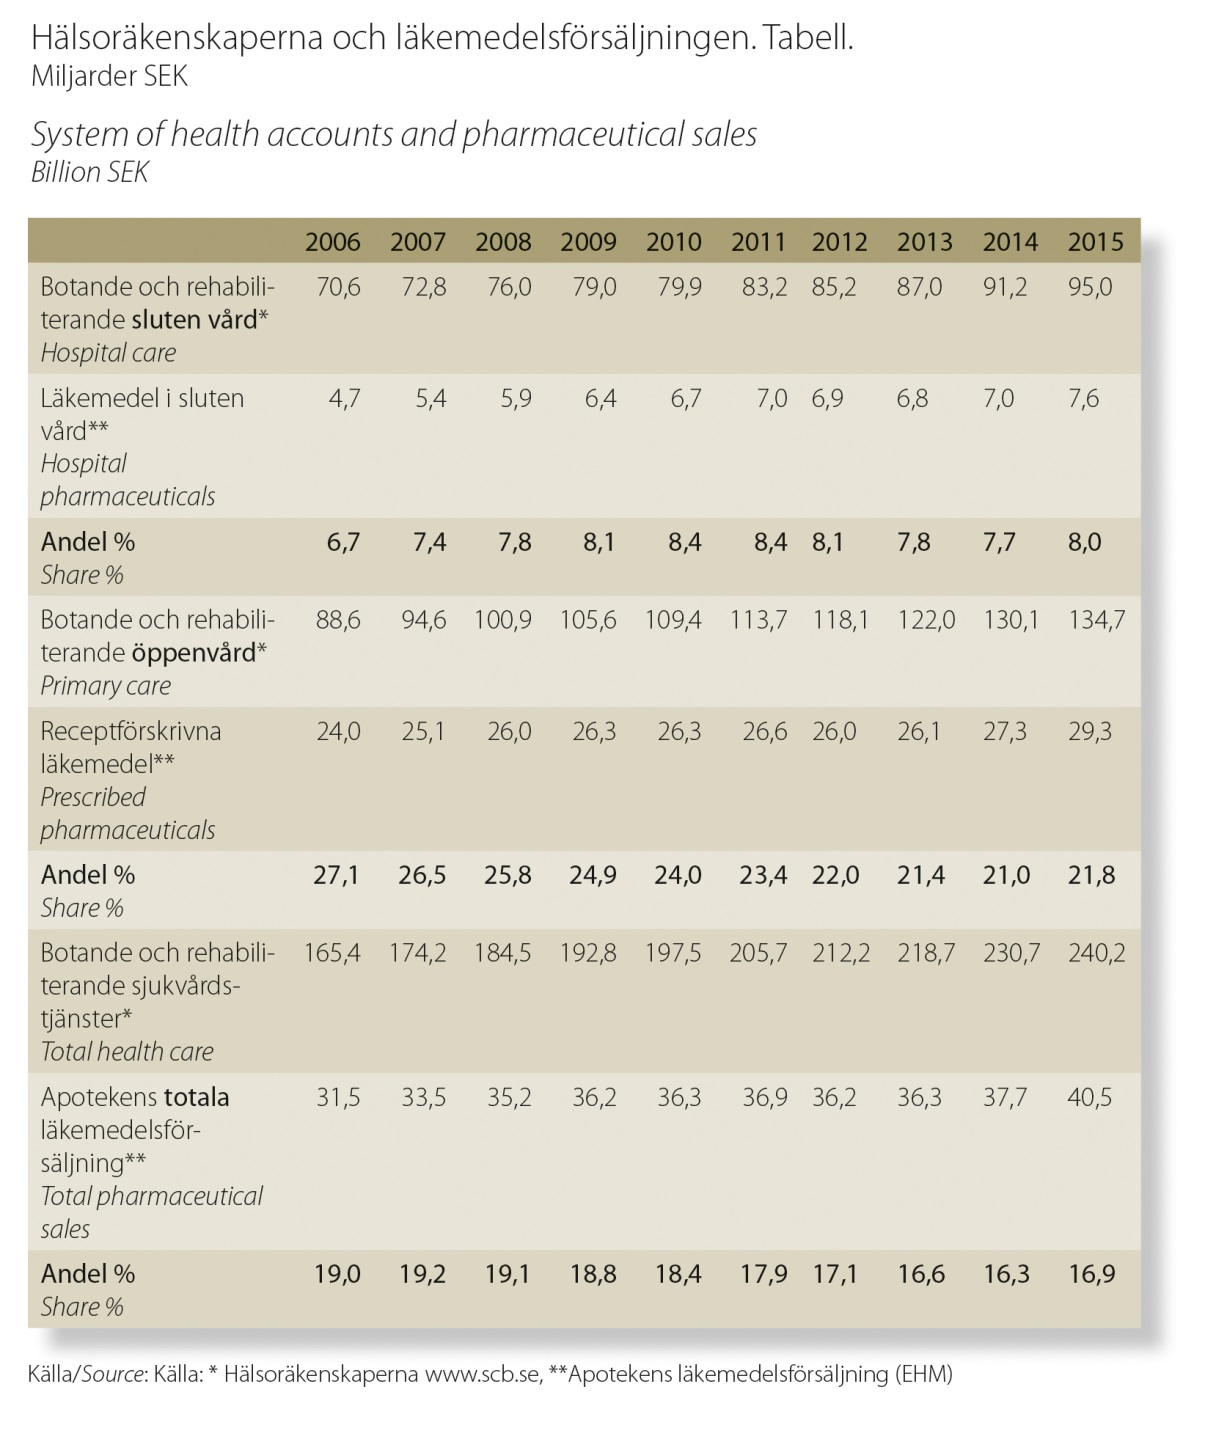 Hälsoräkenskaperna och läkemedelsförsäljningen. Tabell.
Miljarder SEK
System of health accounts and pharmaceutical sales
Billion SEK
2006 2007 2008 2009 2010 2011 2012 2013 2014 2015
Botande och rehabili- 70,6 72,8 76,0 79,0 79,9 83,2 85,2 87,0 91,2 95,0
terande sluten vård*
Hospital care
Läkemedel i sluten 4,7 5,4 5,9 6,4 6,7 7,0 6,9 6,8 7,0 7,6
vård**
Hospital
pharmaceuticals
Andel % 6,7 7,4 7,8 8,1 8,4 8,4 8,1 7,8 7,7 8,0
Share %
Botande och rehabili- 88,6 94,6 100,9 105,6 109,4 113,7 118,1 122,0 130,1 134,7
terande öppenvård*
Primary care
Receptförskrivna 24,0 25,1 26,0 26,3 26,3 26,6 26,0 26,1 27,3 29,3
läkemedel**
Prescribed
pharmaceuticals
Andel % 27,1 26,5 25,8 24,9 24,0 23,4 22,0 21,4 21,0 21,8
Share %
Botande och rehabili- 165,4 174,2 184,5 192,8 197,5 205,7 212,2 218,7 230,7 240,2
terande sjukvårds-
tjänster*
Total health care
Apotekens totala 31,5 33,5 35,2 36,2 36,3 36,9 36,2 36,3 37,7 40,5
läkemedelsför-
säljning**
Total pharmaceutical
sales
Andel % 19,0 19,2 19,1 18,8 18,4 17,9 17,1 16,6 16,3 16,9
Share %
Källa/Source: Källa: * Hälsoräkenskaperna www.scb.se, **Apotekens läkemedelsförsäljning (EHM)